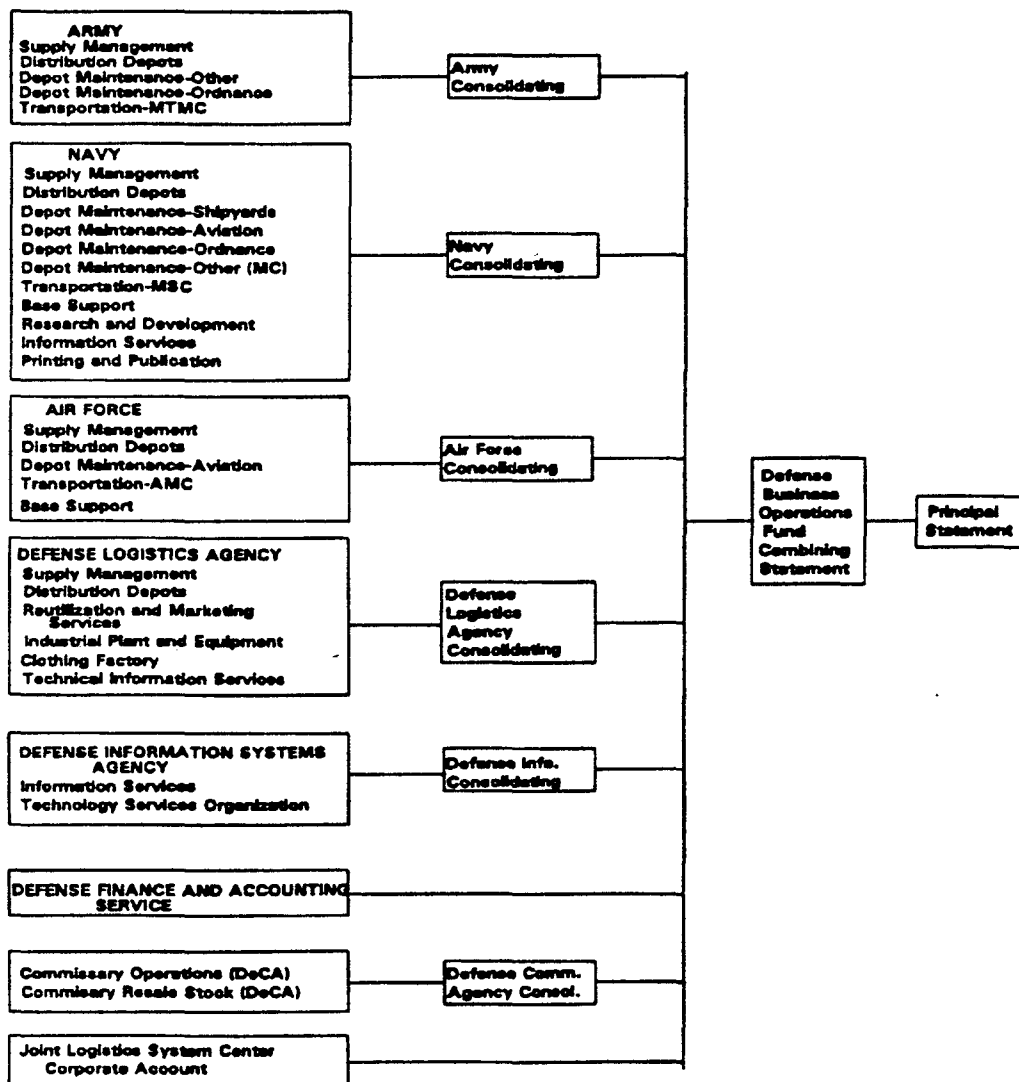 ARMY
Supply Management
Distribution Depots
Depot Maintenance-Other
Depot Maintenance-Ordnance
Transportation-MTMC
Army
Consolidating
NAVY
Supply Management
Distribution Depots
Depot Maintenance-Shipyards
Depot Maintenance-Aviation
Depot Maintenance-Ordnance
Depot Maintenance-Other (MC)
Transportation-MSC
Base Support
Research and Development
Information Services
Printing and Publication
Navy
Consolidating
AIR FORCE
Supply Management
Distribution Depots
Depot Maintenance-Aviation
Transportation-AMC
Base Support
Air Force
Consolidating
DEFENSE LOGISTICS AGENCY
Supply Management
Distribution Depots
Reutilization and Marketing
Services
Industrial Plant and Equipment
Clothing Factory
Technical Information Services
Defense
Logistics
Agency
Consolidating
DEFENSE INFORMATION SYSTEMS
AGENCY
Information Services
Technology Services Organization
Defense Info.
Consolidating
DEFENSE FINANCE AND ACCOUNTING
SERVICE
Commissary Operations (DeCA)
Commisary Resale Stock (DeCA)
Defense Comm.
Agency Consol.
Joint Logistics System Center
Corporate Account
Defense
Business
Operations
Fund
Combining
Statement
Principal
Statement